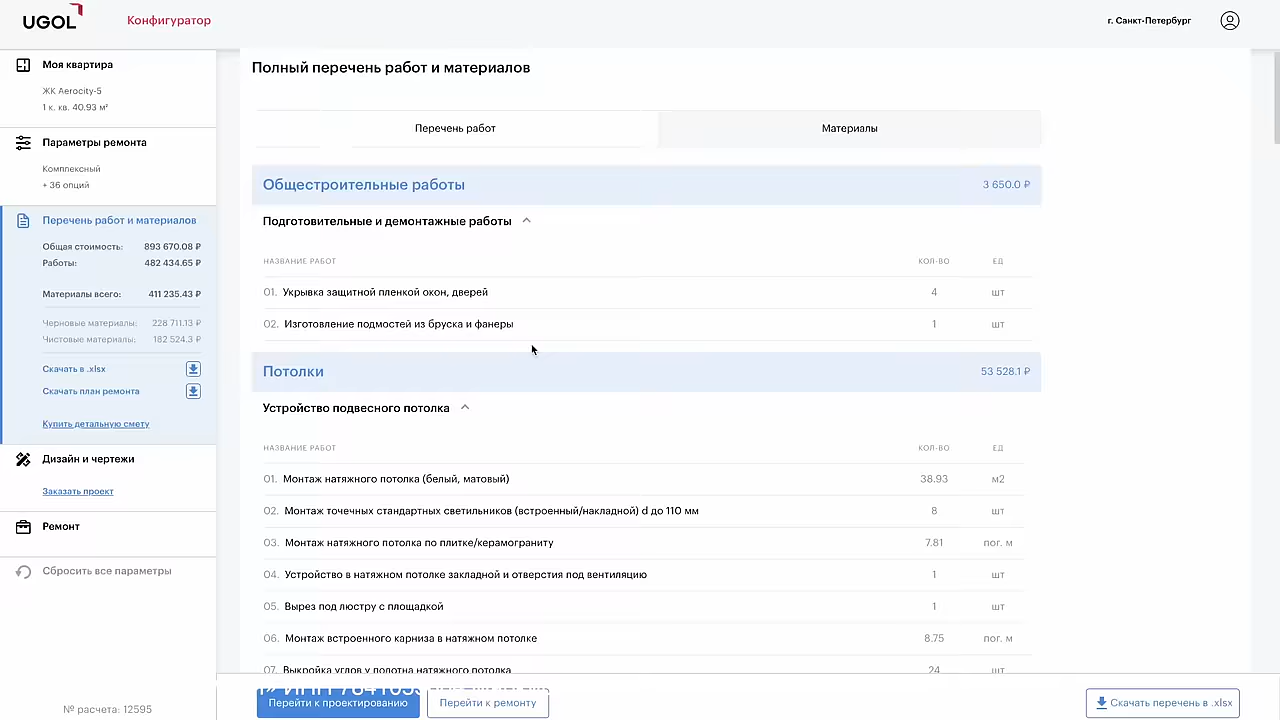 UGOL
Конфигуратор
г. Санкт-Петербург
Моя квартира
ЖК Aerocity-5
1 к. кв. 40.93 м²
Параметры ремонта
Комплексный
+ 36 опций
Перечень работ и материалов
Общая стоимость: 893 670.08 ₽
Работы: 482 434.65 ₽
Материалы всего: 411 235.43 ₽
Черновые материалы: 228 711.13 ₽
Чистовые материалы: 182 524.3 ₽
Скачать в .xlsx
Скачать план ремонта
Купить детальную смету
Дизайн и чертежи
Заказать проект
Ремонт
Сбросить все параметры
№ расчета: 12595
Полный перечень работ и материалов
Перечень работ Материалы
Общестроительные работы 3 650.0 ₽
Подготовительные и демонтажные работы
НАЗВАНИЕ РАБОТ КОЛ-ВО ЕД
01. Укрывка защитной пленкой окон, дверей 4 шт
02. Изготовление подмостей из бруска и фанеры 1 шт
Потолки 53 528.1 ₽
Устройство подвесного потолка
НАЗВАНИЕ РАБОТ КОЛ-ВО ЕД
01. Монтаж натяжного потолка (белый, матовый) 38.93 м2
02. Монтаж точечных стандартных светильников (встроенный/накладной) d до 110 мм 8 шт
03. Монтаж натяжного потолка по плитке/керамограниту 7.81 пог. м
04. Устройство в натяжном потолке закладной и отверстия под вентиляцию 1 шт
05. Вырез под люстру с площадкой 1 шт
06. Монтаж встроенного карниза в натяжном потолке 8.75 пог. м
07. Выкройка углов у полотна натяжного потолка 24 шт
Перейти к проектированию Перейти к ремонту Скачать перечень в .xlsx